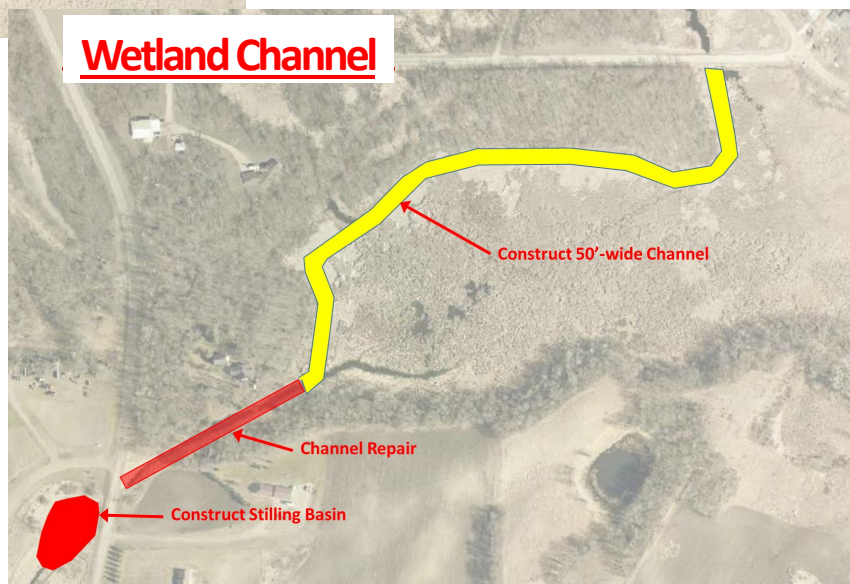 Wetland Channel
Construct 50'-wide Channel
Channel Repair
Construct Stilling Basin